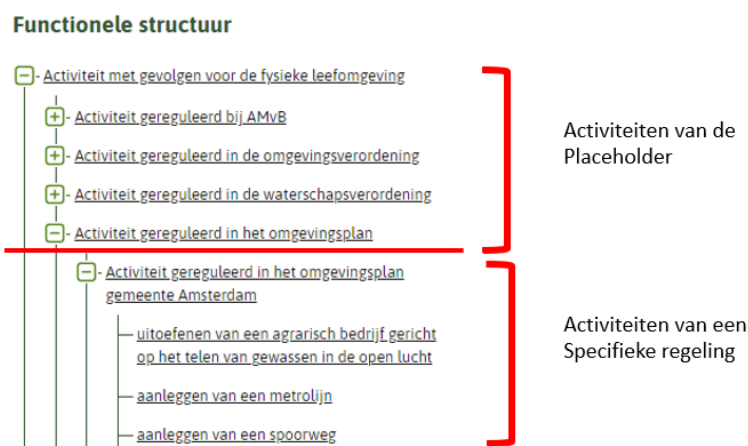 Functionele structuur
Activiteit met gevolgen voor de fysieke leefomgeving
Activiteit gereguleerd bij AMvB
Activiteit gereguleerd in de omgevingsverordening
Activiteit gereguleerd in de waterschapsverordening
Activiteit gereguleerd in het omgevingsplan
Activiteiten van de
Placeholder
Activiteit gereguleerd in het omgevingsplan
gemeente Amsterdam
uitoefenen van een agrarisch bedrijf gericht
op het telen van gewassen in de open lucht
aanleggen van een metrolijn
aanleggen van een spoorweg
Activiteiten van een
Specifieke regeling